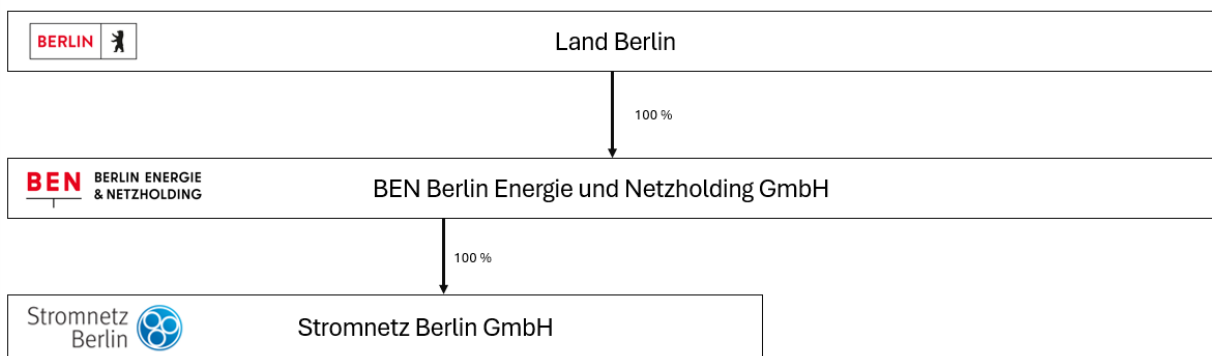 BERLIN
Land Berlin
100 %
BEN
BERLIN ENERGIE
& NETZHOLDING
BEN Berlin Energie und Netzholding GmbH
100 %
Stromnetz
Berlin
Stromnetz Berlin GmbH